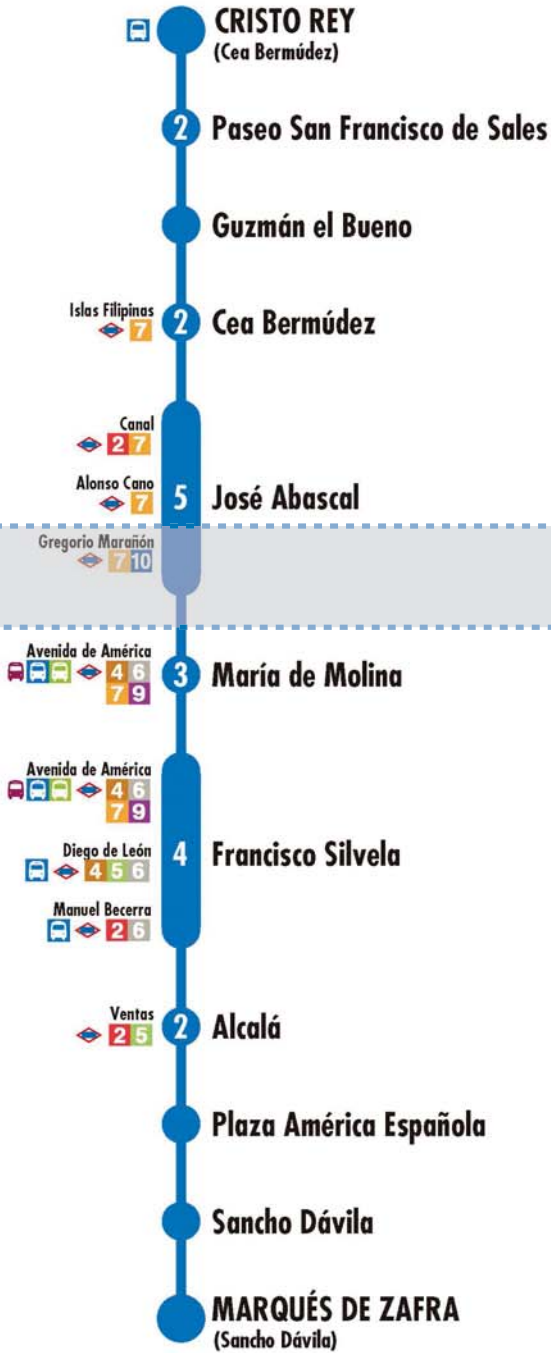 CRISTO REY
(Cea Bermúdez)
2 Paseo San Francisco de Sales
Guzmán el Bueno
Islas Filipinas
7
2 Cea Bermúdez
Canal
2 7
Alonso Cano
7
5 José Abascal
Gregorio Marañón
7 10
Avenida de América
4 6
7 9
3 María de Molina
Avenida de América
4 6
7 9
Diego de León
4 5 6
4 Francisco Silvela
Manuel Becerra
2 6
Ventas
2 5
2 Alcalá
Plaza América Española
Sancho Dávila
MARQUÉS DE ZAFRA
(Sancho Dávila)